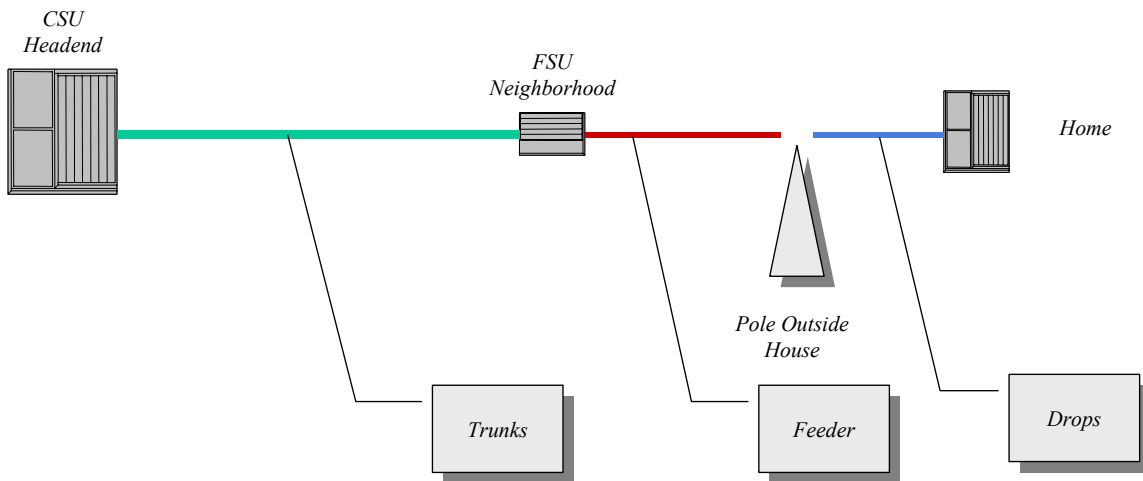 CSU
Headend
FSU
Neighborhood
Home
Pole Outside
House
Trunks
Feeder
Drops